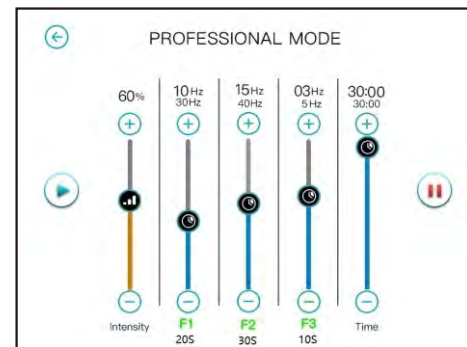 PROFESSIONAL MODE
60% 10Hz 15Hz 03Hz 30:00
30Hz 40Hz 5Hz 30:00
Intensity F1 F2 F3 Time
20S 30S 10S